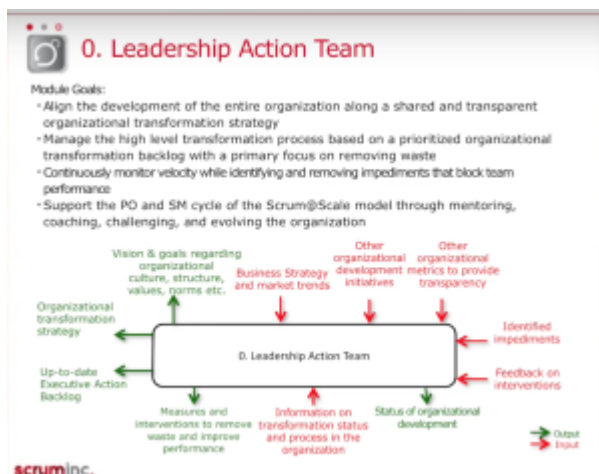 0. Leadership Action Team
Module Goals:
-Align the development of the entire organization along a shared and transparent
organizational transformation strategy
-Manage the high level transformation process based on a prioritized organizational
transformation backlog with a primary focus on removing waste
-Continuously monitor velocity while identifying and removing impediments that block team
performance
-Support the PO and SM cycle of the Scrum@Scale model through mentoring,
coaching, challenging, and evolving the organization
Vision & goals regarding
organizational
culture, structure,
values, norms etc.
Business Strategy
and market trends
Other
organizational
development
initiatives
Other
organizational
metrics to provide
transparency
Organizational
transformation
strategy
Up-to-date
Executive Action
Backlog
0. Leadership Action Team
Identified
impediments
Feedback on
interventions
Measures and
interventions to remove
waste and improve
performance
Information on
transformation status
and process in the
organization
Status of organizational
development
Output
Input
scruminc.